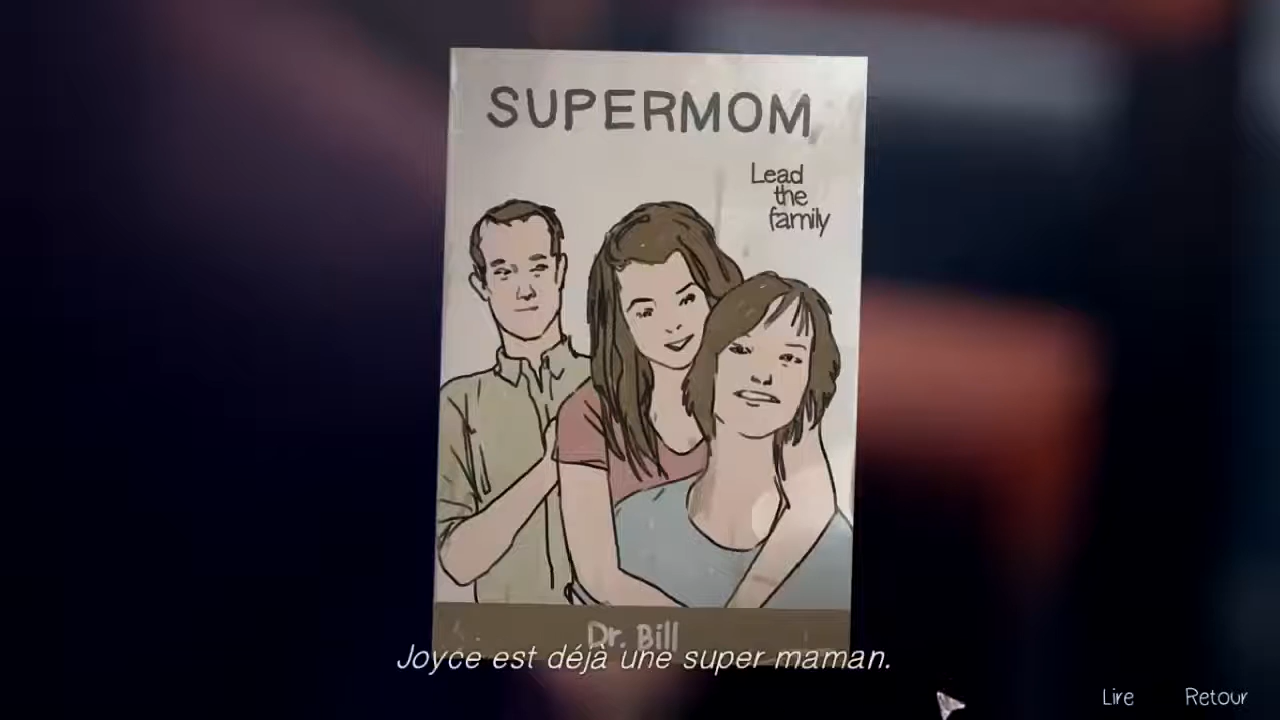 SUPERMOM
Lead
the
family
Dr. Bill
Joyce est déjà une super maman.
Lire Retour